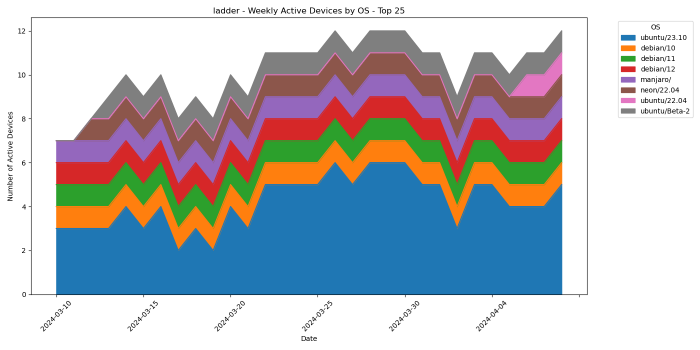 ladder - Weekly Active Devices by OS - Top 25
Number of Active Devices
12
10
8
6
4
2
0
2024-03-10
2024-03-15
2024-03-20
2024-03-25
2024-03-30
2024-04-04
Date
OS
ubuntu/23.10
debian/10
debian/11
debian/12
manjaro/
neon/22.04
ubuntu/22.04
ubuntu/Beta-2